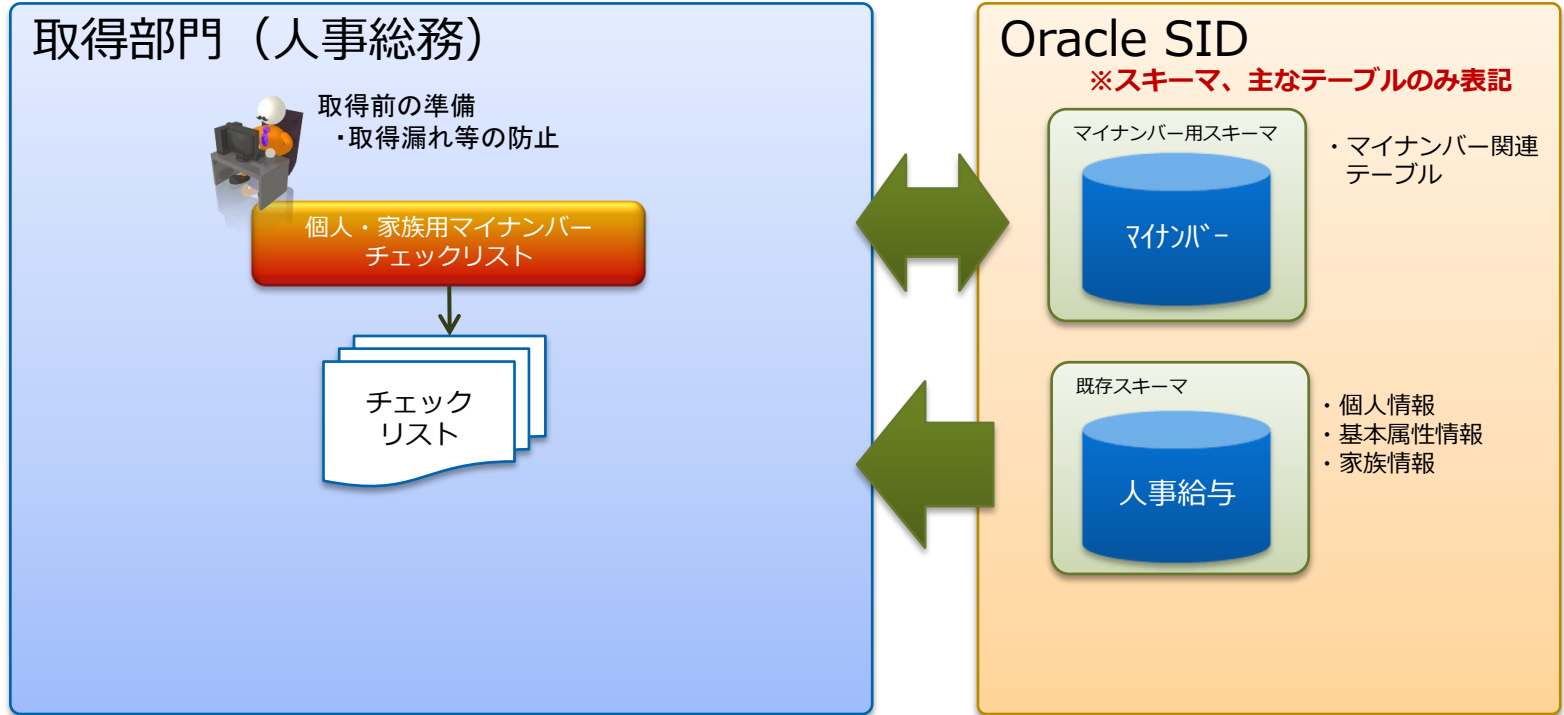 取得部門（人事総務）
取得前の準備
・取得漏れ等の防止
個人・家族用マイナンバー
チェックリスト
チェック
リスト
Oracle SID
※スキーマ、主なテーブルのみ表記
マイナンバー用スキーマ
ﾏｲﾅﾝﾊﾞｰ
・マイナンバー関連
テーブル
既存スキーマ
人事給与
・個人情報
・基本属性情報
・家族情報